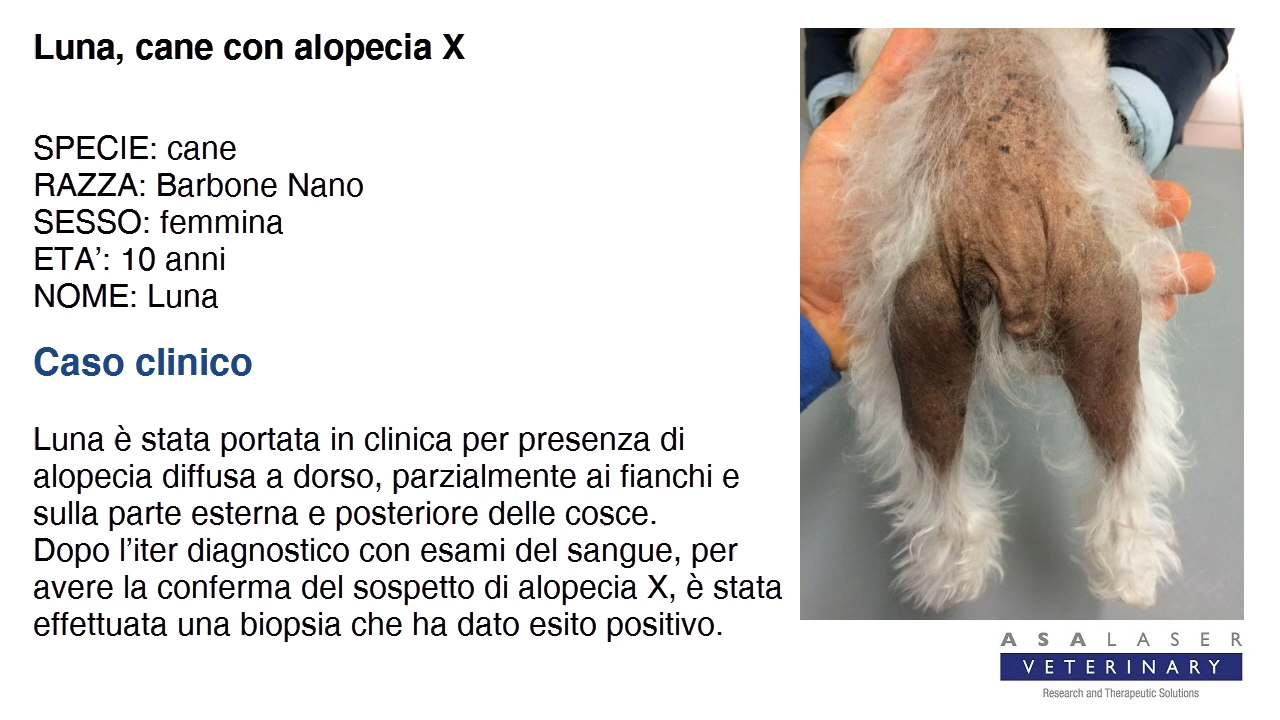 Luna, cane con alopecia X
SPECIE: cane
RAZZA: Barbone Nano
SESSO: femmina
ETA’: 10 anni
NOME: Luna
Caso clinico
Luna è stata portata in clinica per presenza di
alopecia diffusa a dorso, parzialmente ai fianchi e
sulla parte esterna e posteriore delle cosce.
Dopo l’iter diagnostico con esami del sangue, per
avere la conferma del sospetto di alopecia X, è stata
effettuata una biopsia che ha dato esito positivo.
ASALASER
VETERINARY
Research and Therapeutic Solutions